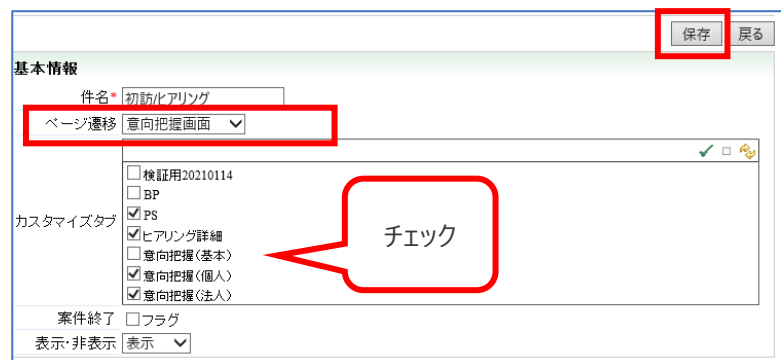 保存 戻る
基本情報
件名* 初訪/ヒアリング
ページ遷移 意向把握画面
カスタマイズタブ
検証用20210114
BP
PS
ヒアリング詳細
意向把握(基本)
意向把握(個人)
意向把握(法人)
チェック
案件終了 フラグ
表示・非表示 表示